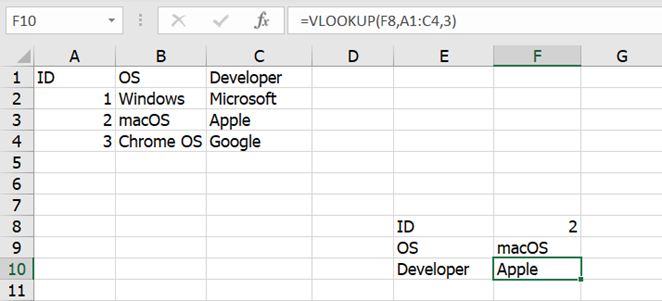 F10 fx =VLOOKUP(F8,A1:C4,3)
A B C D E F G
1 ID OS Developer
2 1 Windows Microsoft
3 2 macOS Apple
4 3 Chrome OS Google
5
6
7
8 ID 2
9 OS macOS
10 Developer Apple
11